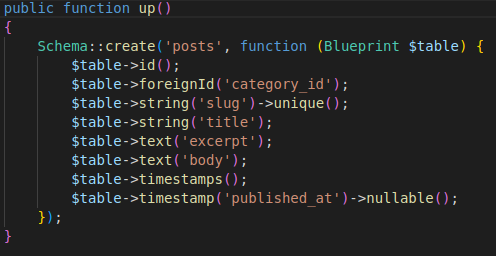 public function up()
{
    Schema::create('posts', function (Blueprint $table) {
        $table->id();
        $table->foreignId('category_id');
        $table->string('slug')->unique();
        $table->string('title');
        $table->text('excerpt');
        $table->text('body');
        $table->timestamps();
        $table->timestamp('published_at')->nullable();
    });
}